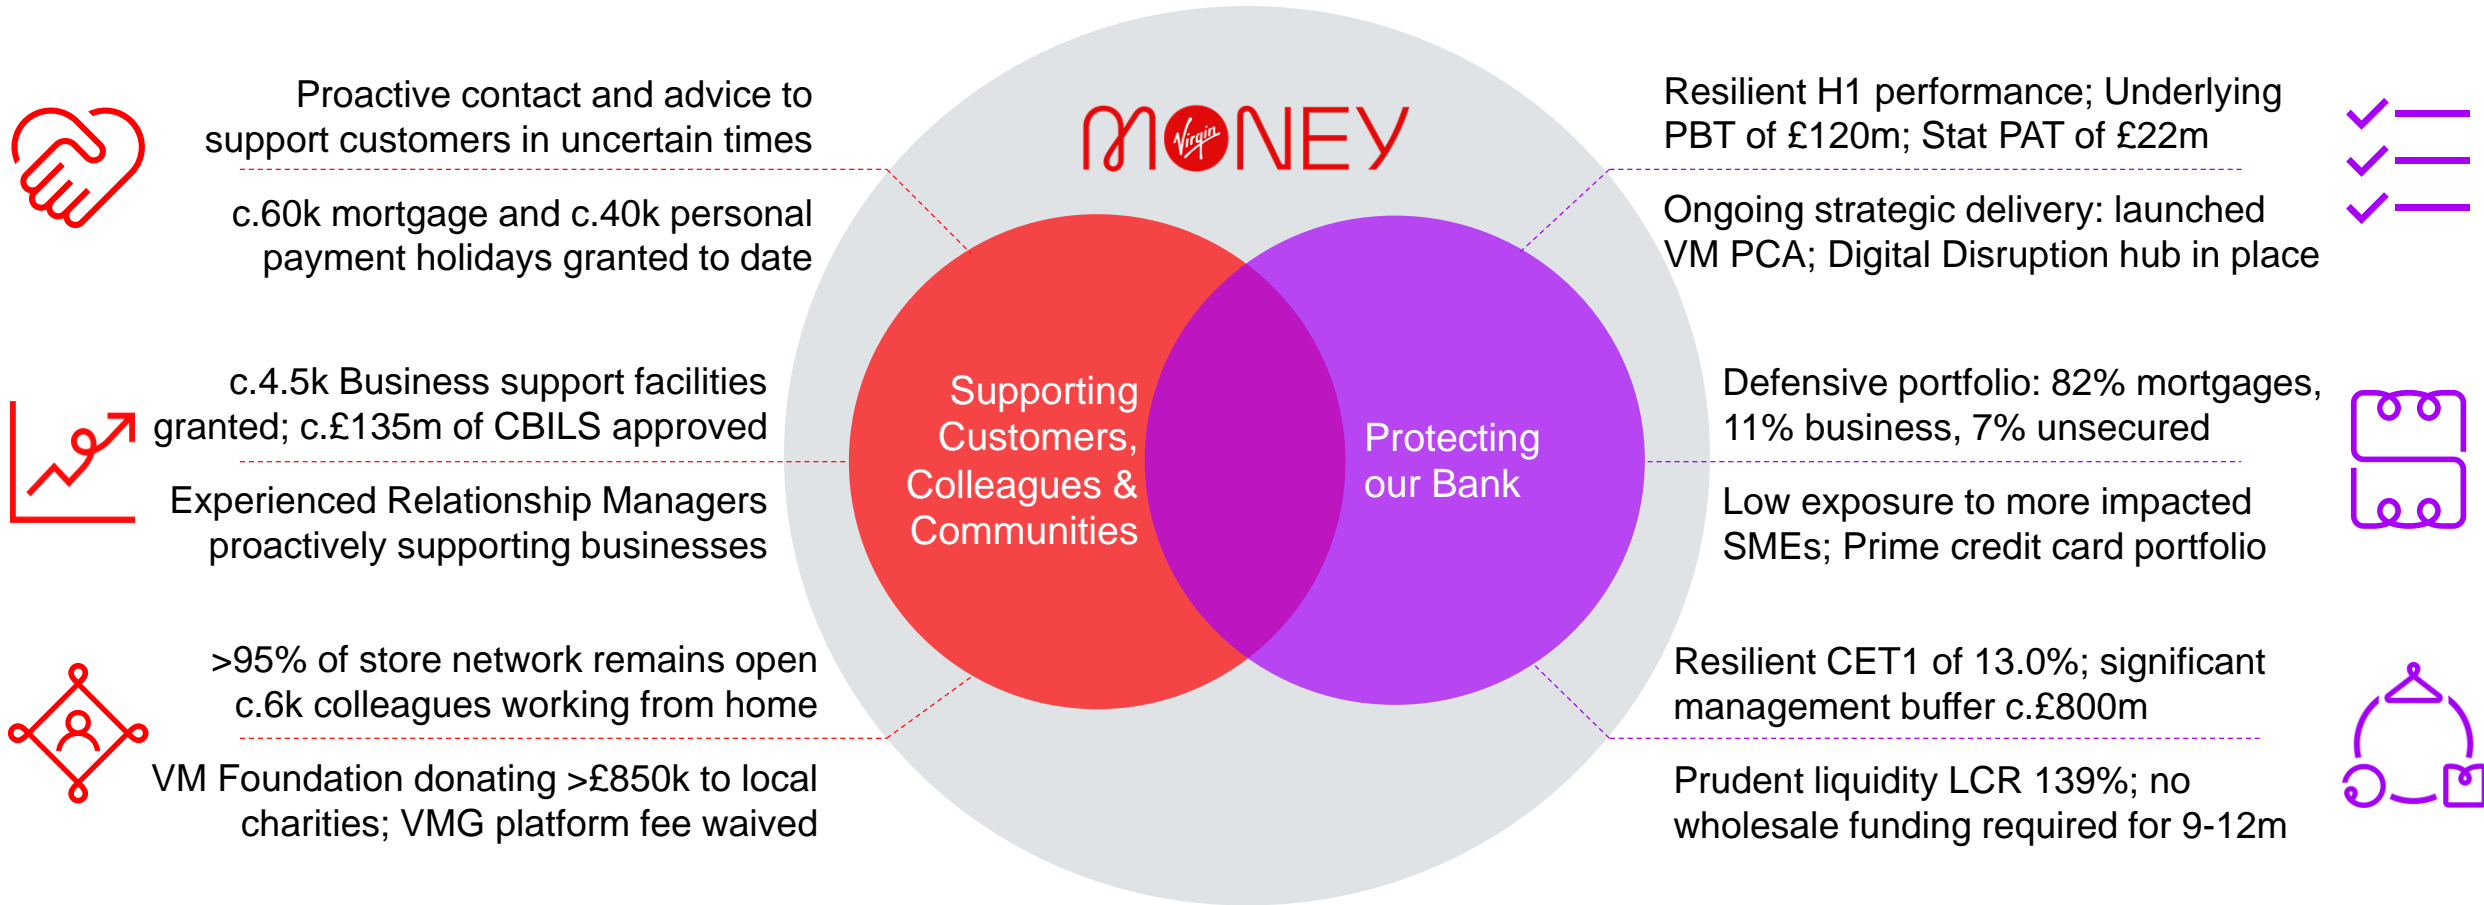 Proactive contact and advice to
support customers in uncertain times
c.60k mortgage and c.40k personal
payment holidays granted to date
c.4.5k Business support facilities
granted; c.£135m of CBILS approved
Experienced Relationship Managers
proactively supporting businesses
>95% of store network remains open
c.6k colleagues working from home
VM Foundation donating >£850k to local
charities; VMG platform fee waived
Virgin MONEY
Supporting
Customers,
Colleagues &
Communities
Protecting
our Bank
Resilient H1 performance; Underlying
PBT of £120m; Stat PAT of £22m
Ongoing strategic delivery: launched
VM PCA; Digital Disruption hub in place
Defensive portfolio: 82% mortgages,
11% business, 7% unsecured
Low exposure to more impacted
SMEs; Prime credit card portfolio
Resilient CET1 of 13.0%; significant
management buffer c.£800m
Prudent liquidity LCR 139%; no
wholesale funding required for 9-12m